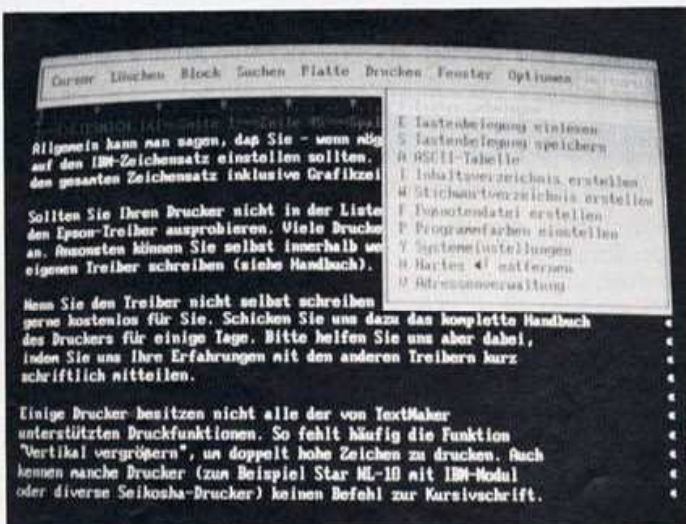 Cursor Löschen Block Suchen Platte Drucken Fenster Optionen
E Tastenbelegung einlesen
S Tastenbelegung speichern
A ASCII-Tabelle
I Inhaltsverzeichnis erstellen
W Stichwortverzeichnis erstellen
F Fußnotendatei erstellen
P Programmfarben einstellen
Y Systemeinstellungen
H Hartes entfernen
V Adressenverwaltung
Allgemein kann man sagen, daß Sie - wenn mög
auf den IBM-Zeichensatz einstellen sollten.
den gesamten Zeichensatz inklusive Grafikzei
Sollten Sie Ihren Drucker nicht in der Liste
den Epson-Treiber ausprobieren. Viele Drucke
an. Ansonsten können Sie selbst innerhalb we
eigenen Treiber schreiben (siehe Handbuch).
Wenn Sie den Treiber nicht selbst schreiben
gerne kostenlos für Sie. Schicken Sie uns dazu das komplette Handbuch
des Druckers für einige Tage. Bitte helfen Sie uns aber dabei,
indem Sie uns Ihre Erfahrungen mit den anderen Treibern kurz
schriftlich mitteilen.
Einige Drucker besitzen nicht alle der von TextMaker
unterstützten Druckfunktionen. So fehlt häufig die Funktion
"Vertikal vergrößern", um doppelt hohe Zeichen zu drucken. Auch
kennen manche Drucker (zum Beispiel Star NL-10 mit IBM-Modul
oder diverse Seikosha-Drucker) keinen Befehl zur Kursivschrift.